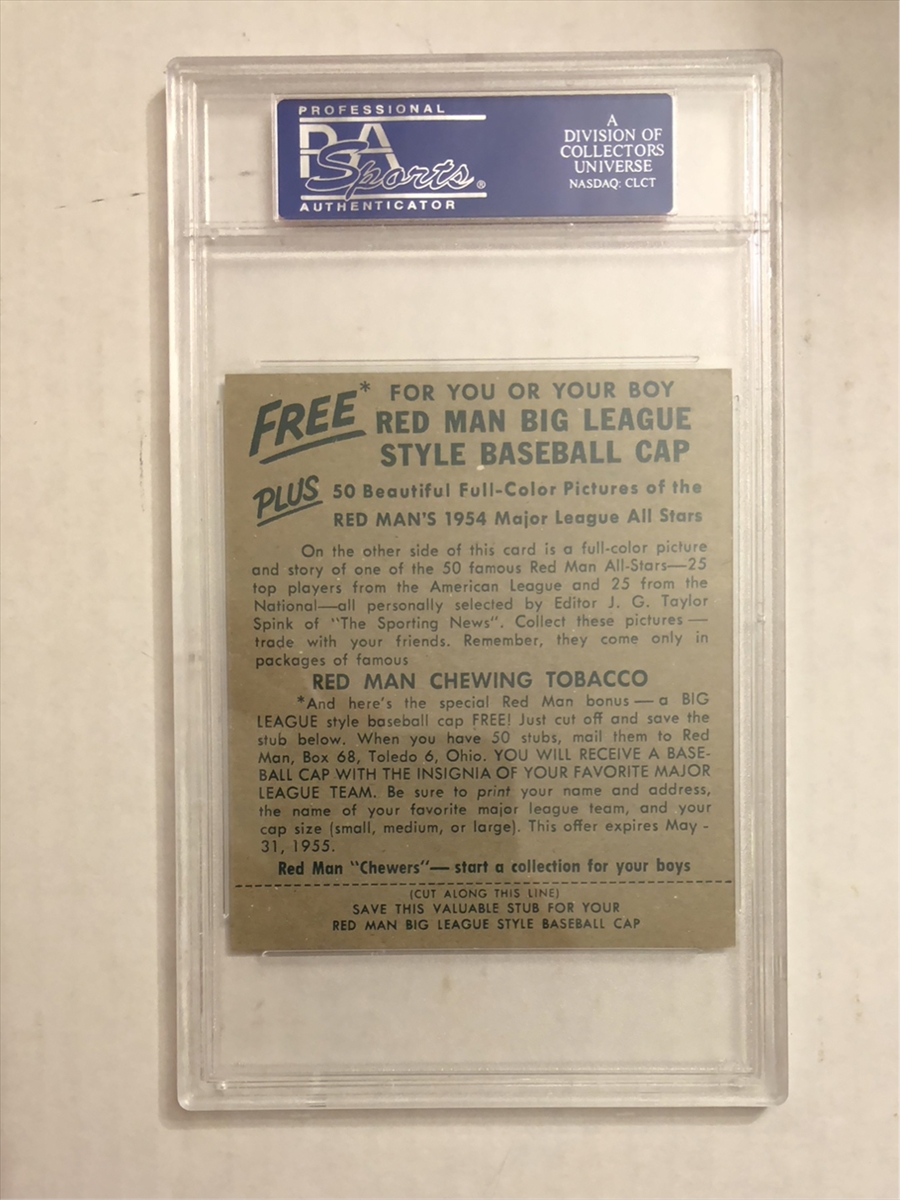 PROFESSIONAL
PSA
Sports®
AUTHENTICATOR
A
DIVISION OF
COLLECTORS
UNIVERSE
NASDAQ: CLCT
FREE* FOR YOU OR YOUR BOY
RED MAN BIG LEAGUE
STYLE BASEBALL CAP
PLUS 50 Beautiful Full-Color Pictures of the
RED MAN'S 1954 Major League All Stars
On the other side of this card is a full-color picture
and story of one of the 50 famous Red Man All-Stars—25
top players from the American League and 25 from the
National—all personally selected by Editor J. G. Taylor
Spink of "The Sporting News". Collect these pictures—
trade with your friends. Remember, they come only in
packages of famous
RED MAN CHEWING TOBACCO
*And here's the special Red Man bonus—a BIG
LEAGUE style baseball cap FREE! Just cut off and save the
stub below. When you have 50 stubs, mail them to Red
Man, Box 68, Toledo 6, Ohio. YOU WILL RECEIVE A BASE-
BALL CAP WITH THE INSIGNIA OF YOUR FAVORITE MAJOR
LEAGUE TEAM. Be sure to print your name and address,
the name of your favorite major league team, and your
cap size (small, medium, or large). This offer expires May -
31, 1955.
Red Man "Chewers"—start a collection for your boys
(CUT ALONG THIS LINE)
SAVE THIS VALUABLE STUB FOR YOUR
RED MAN BIG LEAGUE STYLE BASEBALL CAP